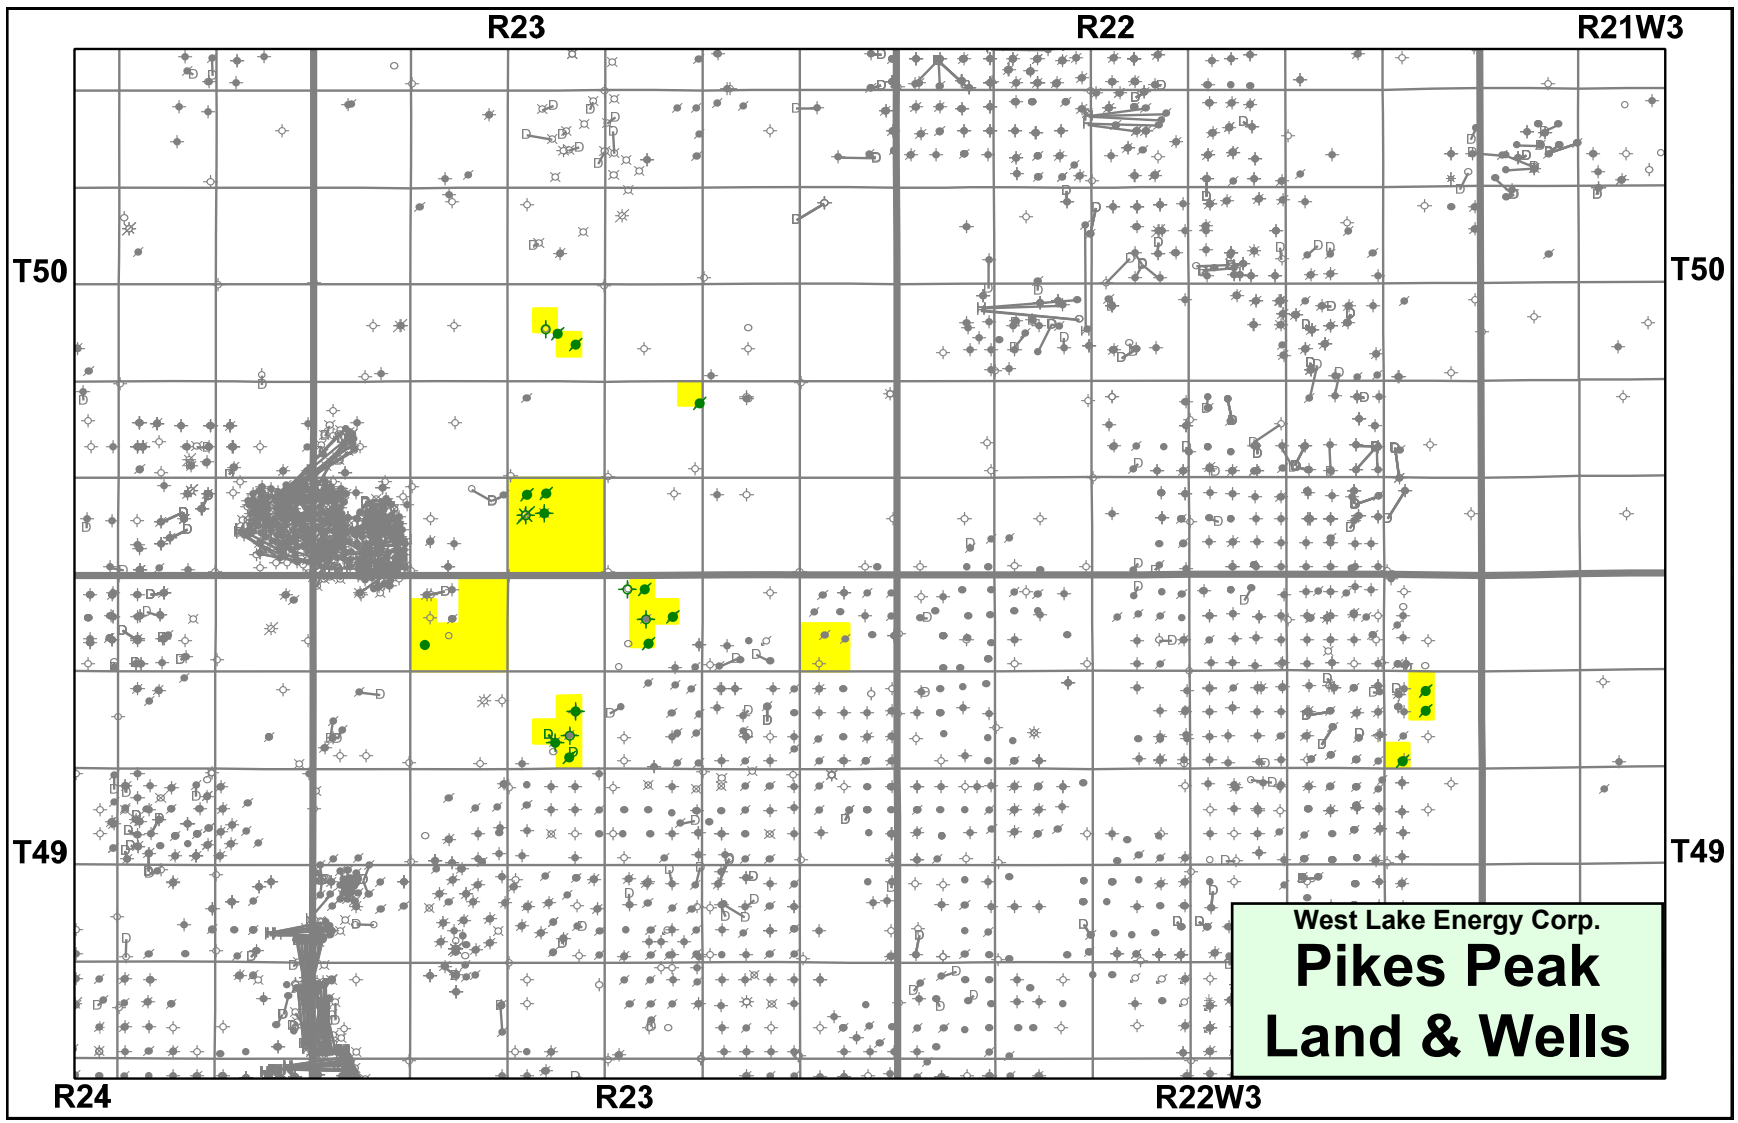 R23 R22 R21W3
T50 T50
T49 T49
West Lake Energy Corp.
Pikes Peak
Land & Wells
R24 R23 R22W3